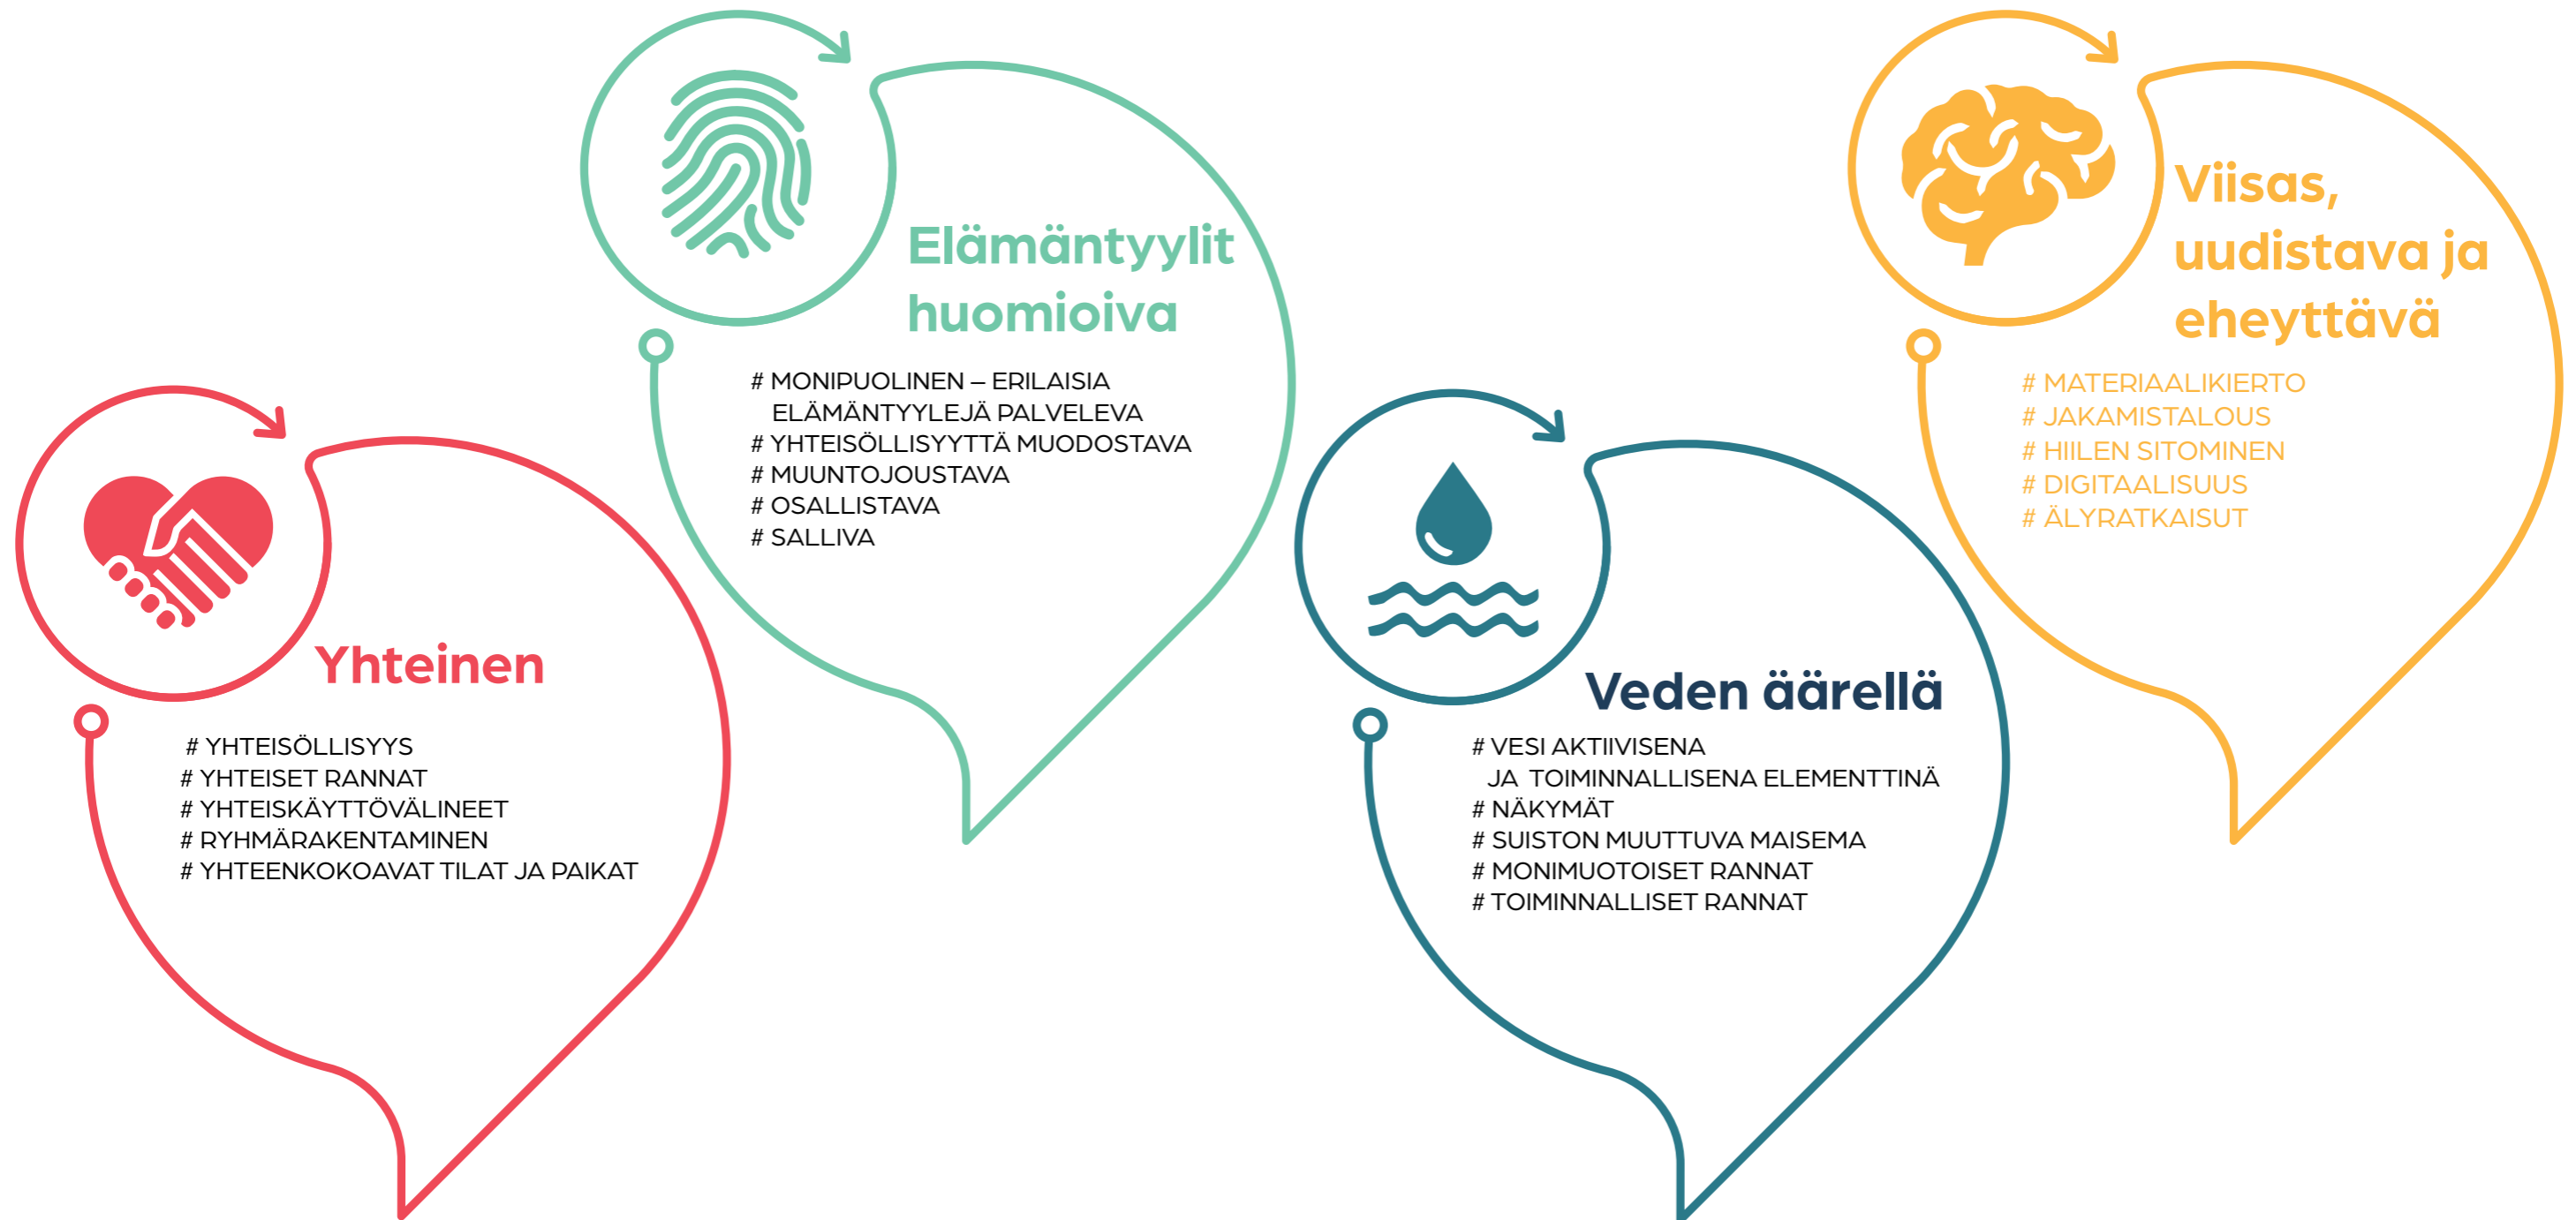 Yhteinen
# YHTEISÖLLISYYS
# YHTEISET RANNAT
# YHTEISKÄYTTÖVÄLINEET
# RYHMÄRAKENTAMINEN
# YHTEENKOKOAVAT TILAT JA PAIKAT
Elämäntyylit
huomioiva
# MONIPUOLINEN – ERILAISIA
ELÄMÄNTYYLEJÄ PALVELEVA
# YHTEISÖLLISYYTTÄ MUODOSTAVA
# MUUNTOJOUSTAVA
# OSALLISTAVA
# SALLIVA
Veden äärellä
# VESI AKTIIVISENA
JA TOIMINNALLISENA ELEMENTTINÄ
# NÄKYMÄT
# SUISTON MUUTTUVA MAISEMA
# MONIMUOTOISET RANNAT
# TOIMINNALLISET RANNAT
Viisas,
uudistava ja
eheyttävä
# MATERIAALIKIERTO
# JAKAMISTALOUS
# HIILEN SITOMINEN
# DIGITAALISUUS
# ÄLYRATKAISUT